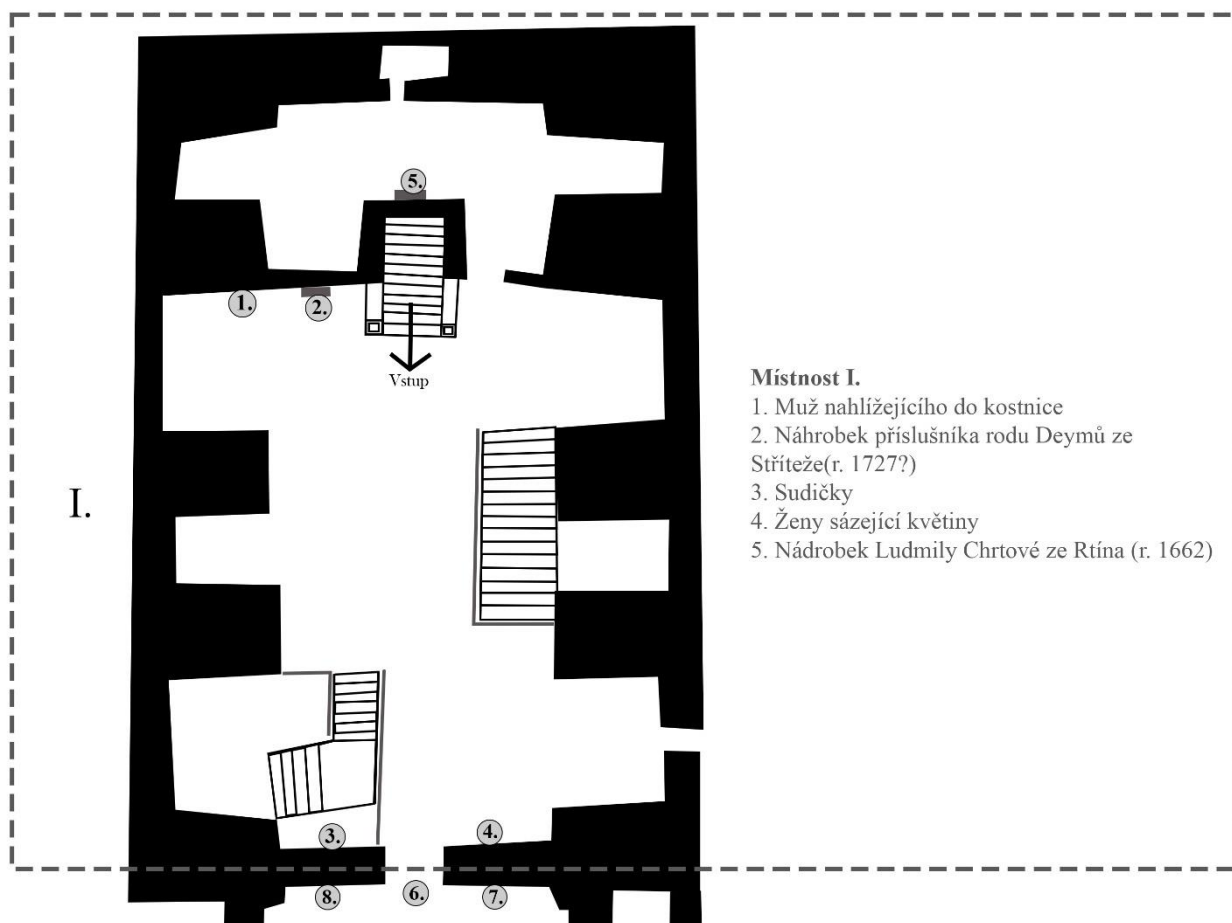 5.
1.
2.
Vstup
I.
Místnost I.
1. Muž nahlížejícího do kostnice
2. Náhrobek příslušníka rodu Deymů ze
Stříteže(r. 1727?)
3. Sudičky
4. Ženy sázející květiny
5. Nádrobek Ludmily Chrtové ze Rtína (r. 1662)
3.
4.
8.
6.
7.